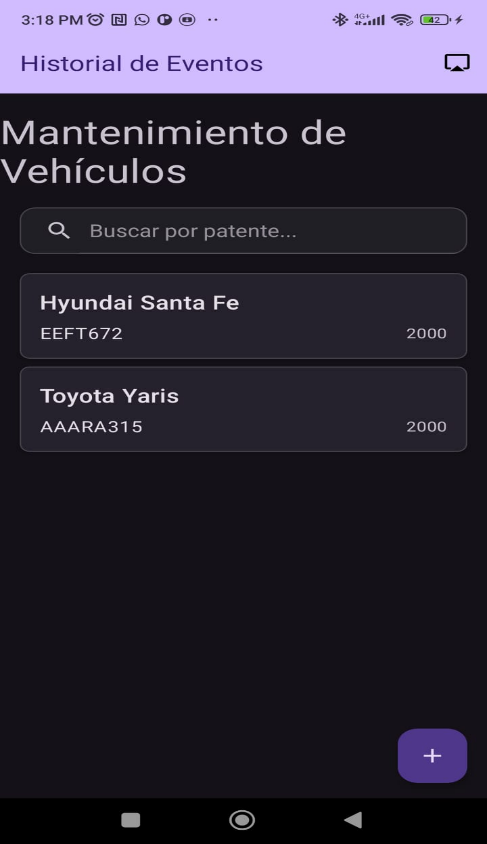 3:18 PM
4G+
42
Historial de Eventos
Mantenimiento de
Vehículos
Buscar por patente...
Hyundai Santa Fe
EEFT672
2000
Toyota Yaris
AAARA315
2000
+